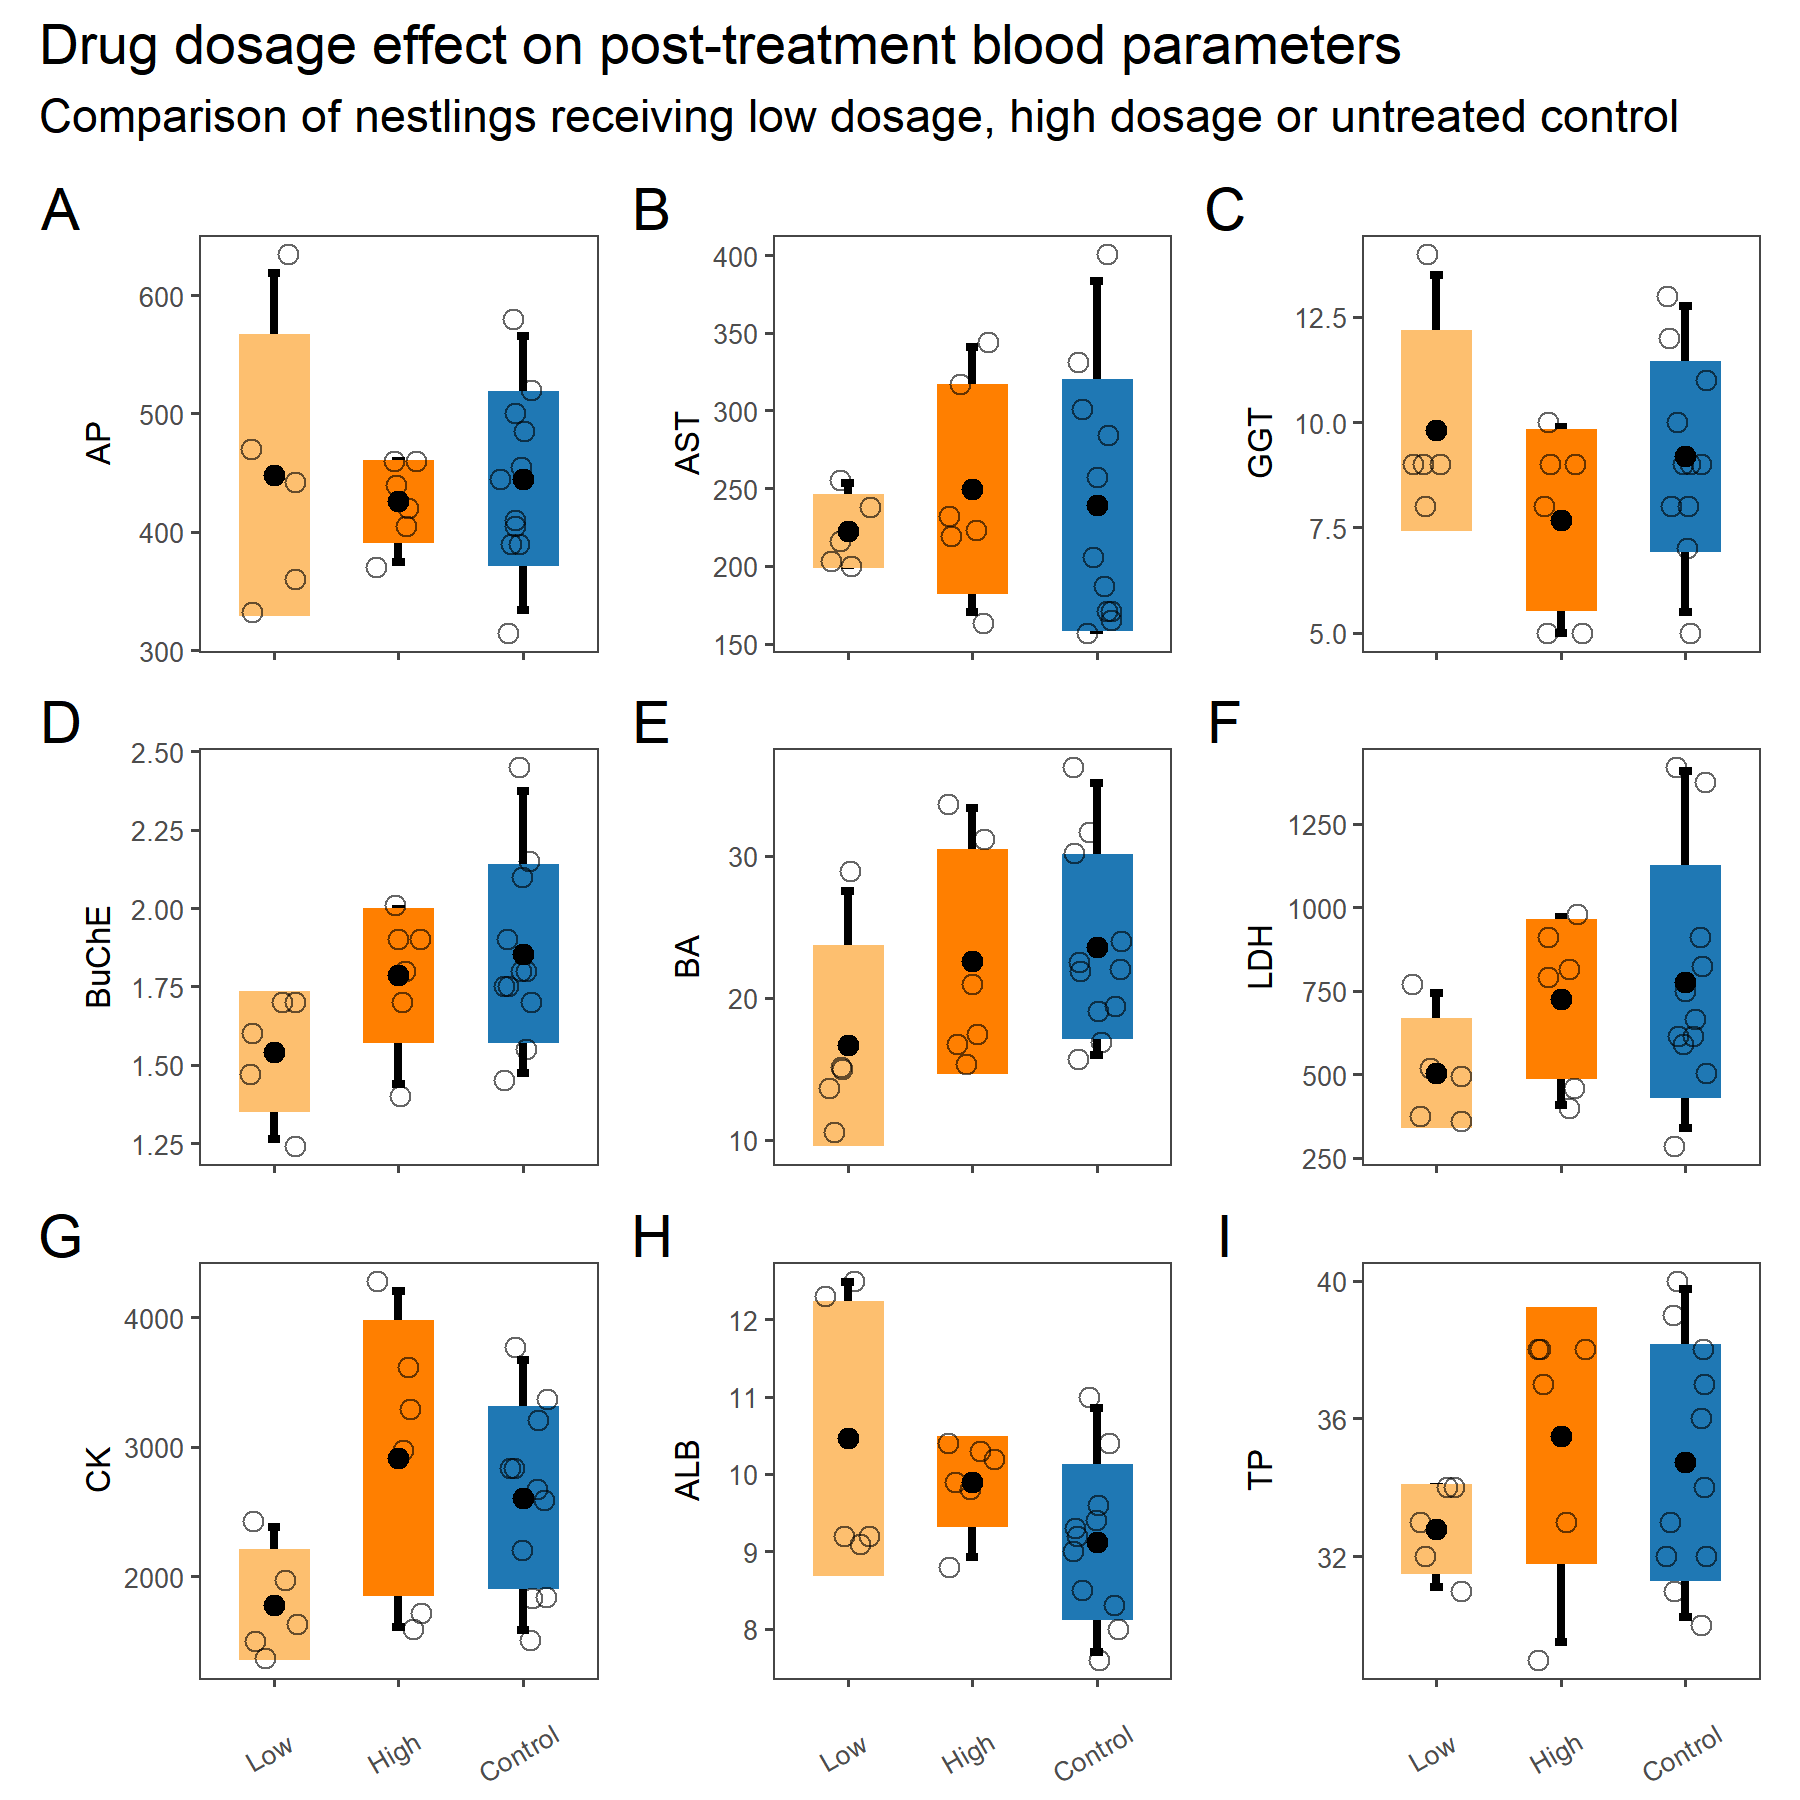 Drug dosage effect on post-treatment blood parameters
Comparison of nestlings receiving low dosage, high dosage or untreated control
A
AP
600
500
400
300
B
AST
400
350
300
250
200
150
C
GGT
12.5
10.0
7.5
5.0
D
BuChE
2.50
2.25
2.00
1.75
1.50
1.25
E
BA
30
20
10
F
LDH
1250
1000
750
500
250
G
CK
4000
3000
2000
Low
High
Control
H
ALB
12
11
10
9
8
Low
High
Control
I
TP
40
36
32
Low
High
Control